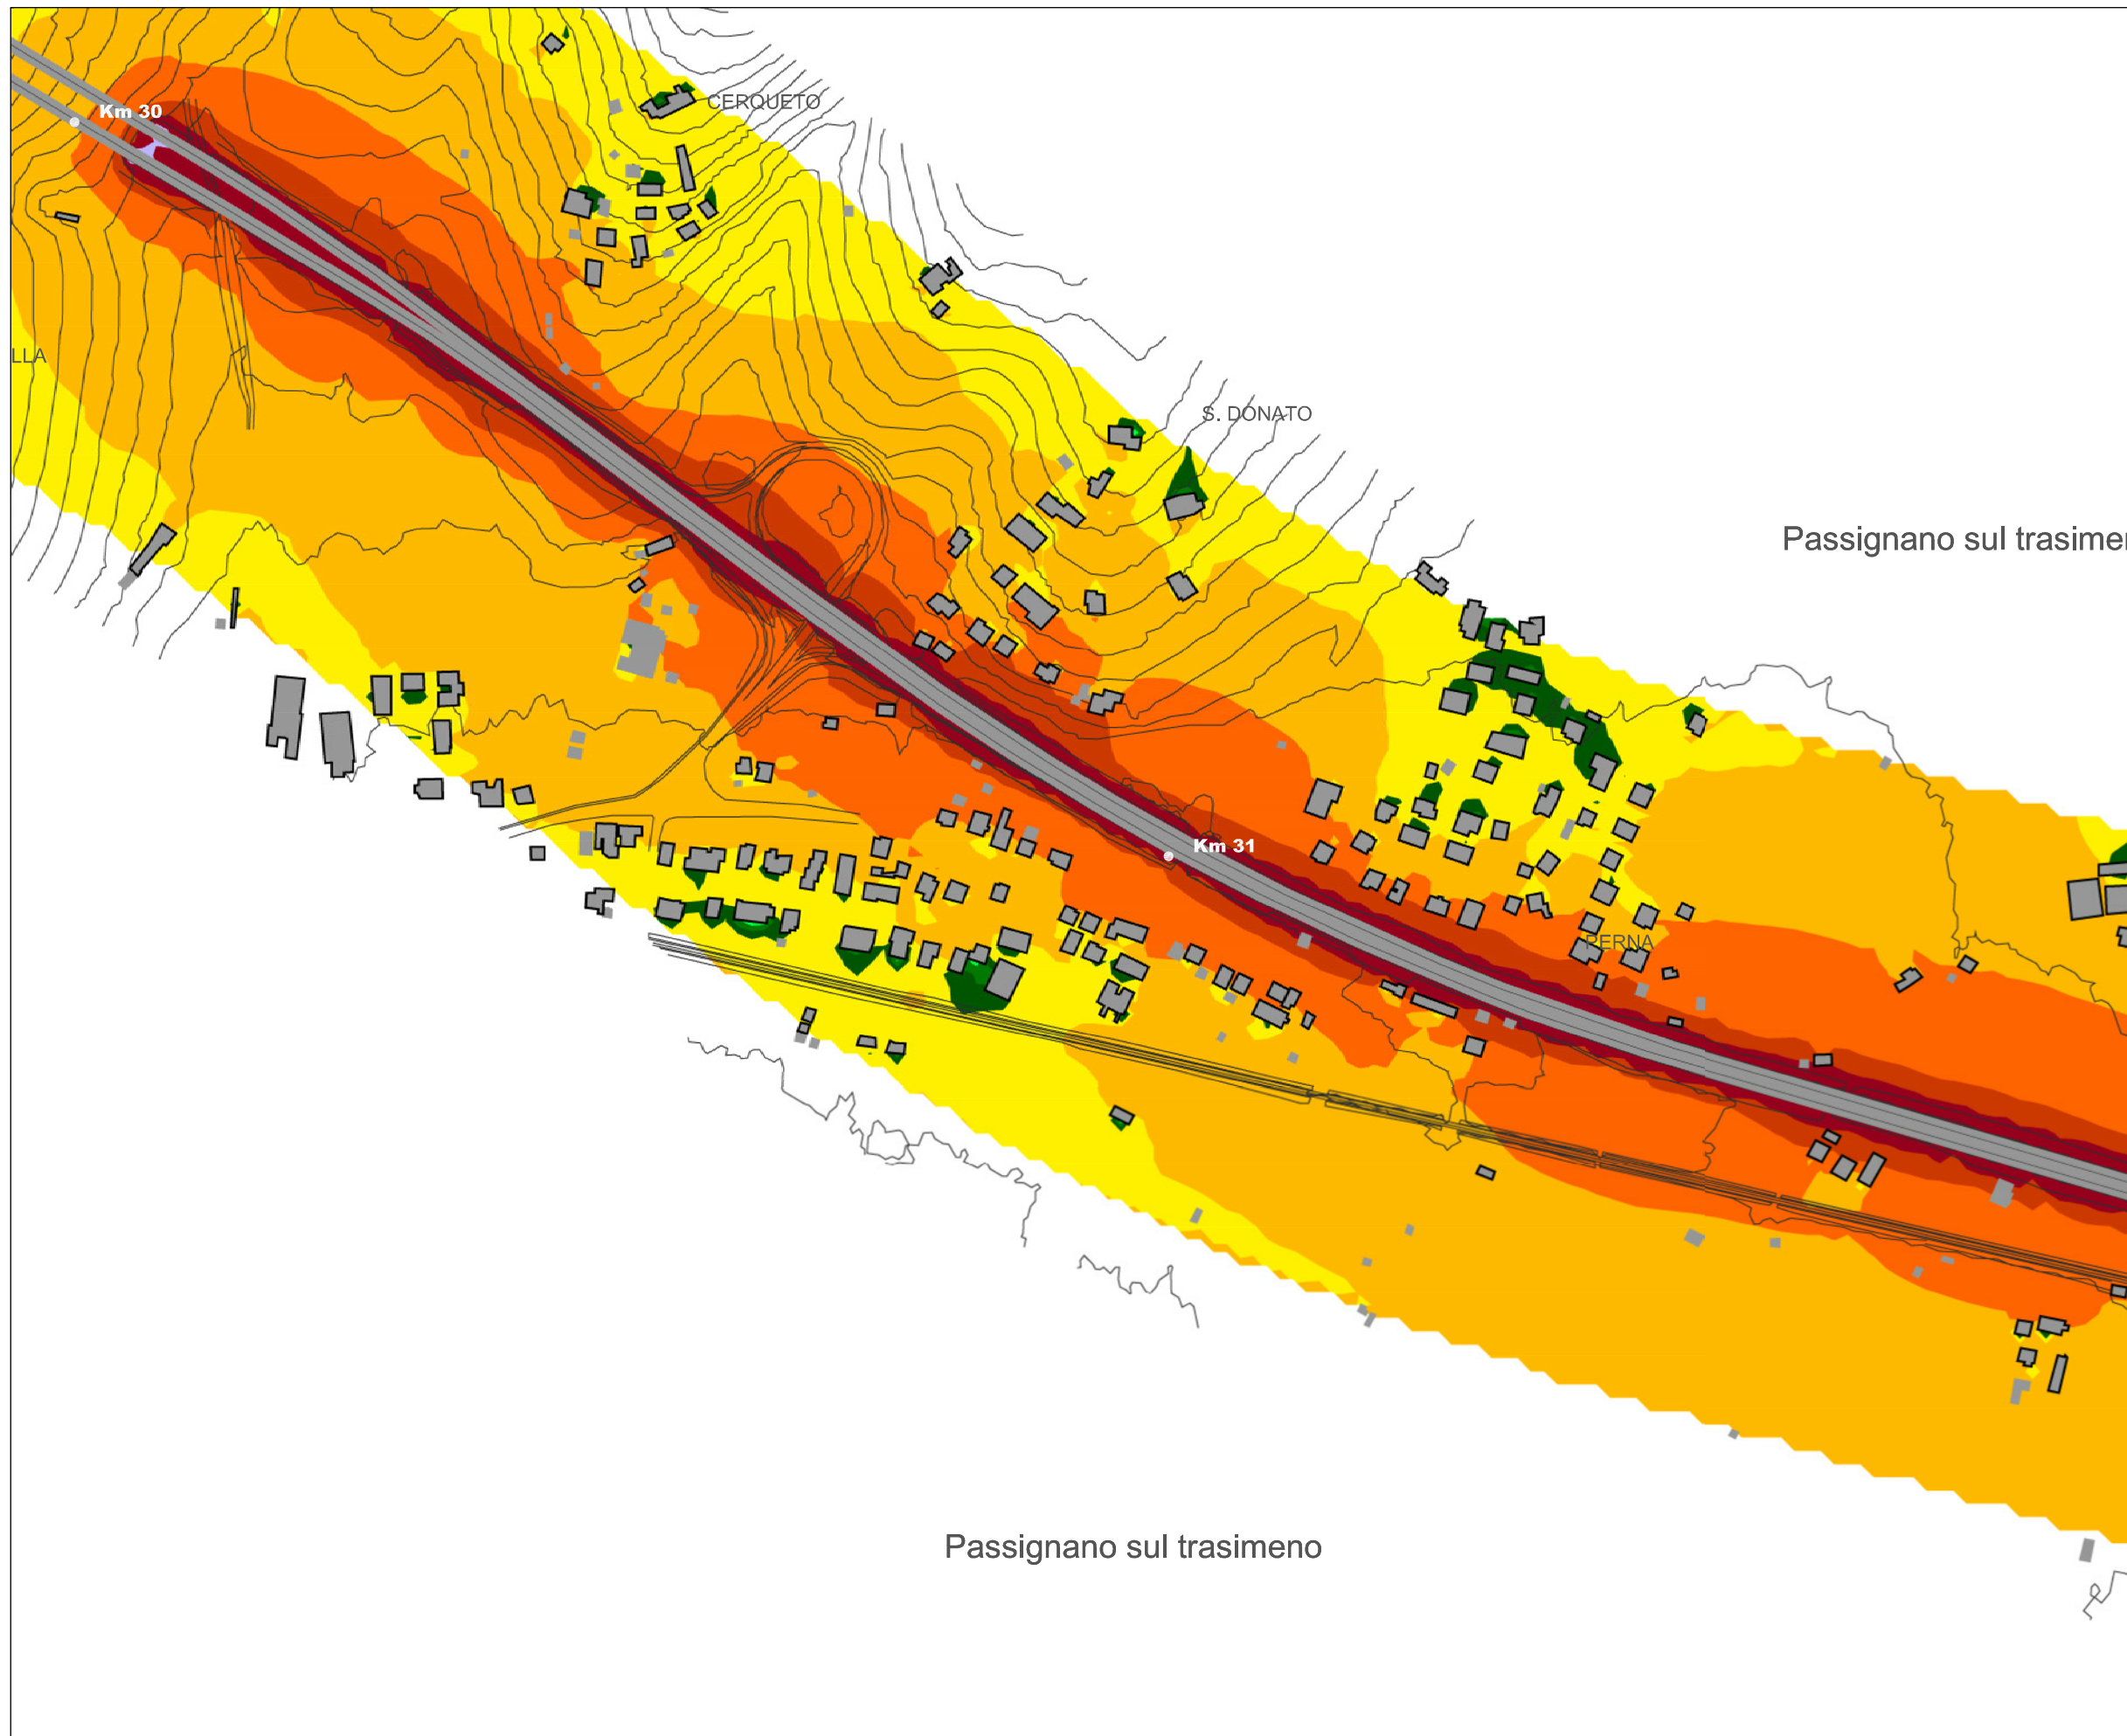 CERQUETO
Km 30
LLA
S. DONATO
Passignano sul trasime
Km 31
PERNA
Passignano sul trasimeno